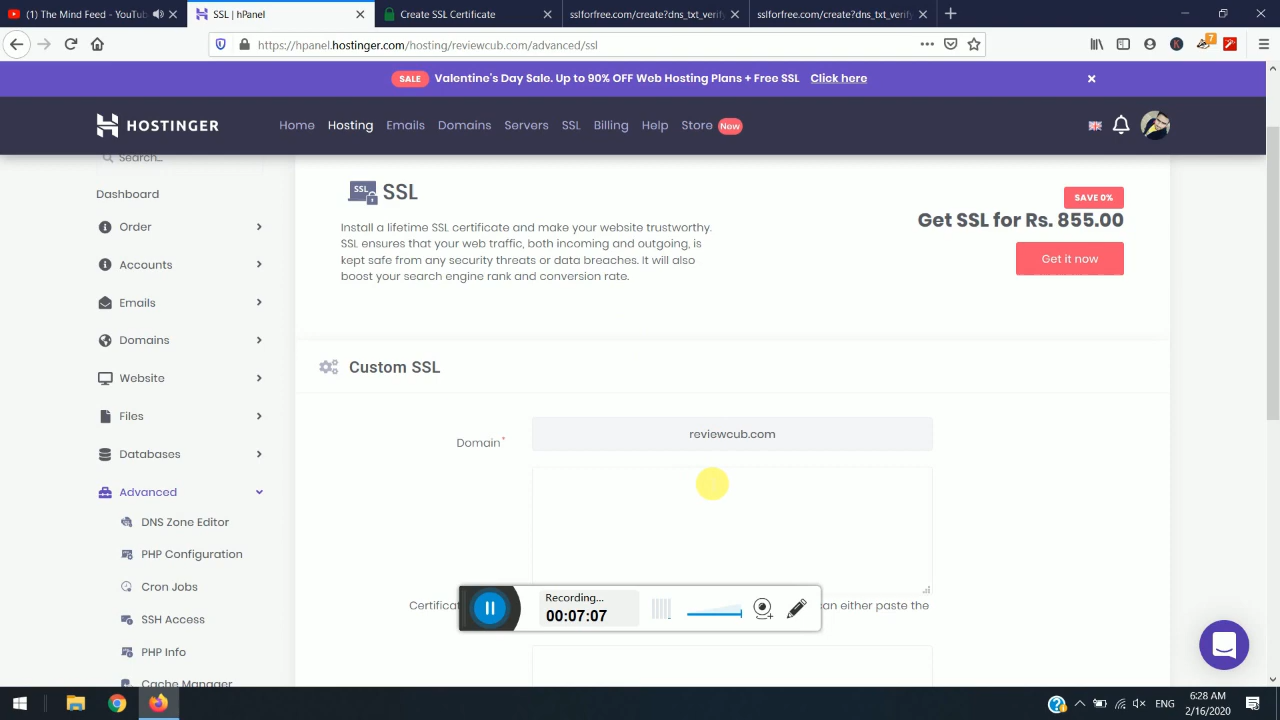 (1) The Mind Feed - YouTub
SSL | hPanel
Create SSL Certificate
sslforfree.com/create?dns_txt_verify
sslforfree.com/create?dns_txt_verify
https://hpanel.hostinger.com/hosting/reviewcub.com/advanced/ssl
7
SALE
Valentine's Day Sale. Up to 90% OFF Web Hosting Plans + Free SSL Click here
HOSTINGER
Home
Hosting
Emails
Domains
Servers
SSL
Billing
Help
Store
Now
Search...
Dashboard
Order
Accounts
Emails
Domains
Website
Files
Databases
Advanced
DNS Zone Editor
PHP Configuration
Cron Jobs
SSH Access
PHP Info
Cache Manager
SSL
SSL
Install a lifetime SSL certificate and make your website trustworthy.
SSL ensures that your web traffic, both incoming and outgoing, is
kept safe from any security threats or data breaches. It will also
boost your search engine rank and conversion rate.
SAVE 0%
Get SSL for Rs. 855.00
Get it now
Custom SSL
Domain*
reviewcub.com
can either paste the
Recording...
00:07:07
ENG
6:28 AM
2/16/2020